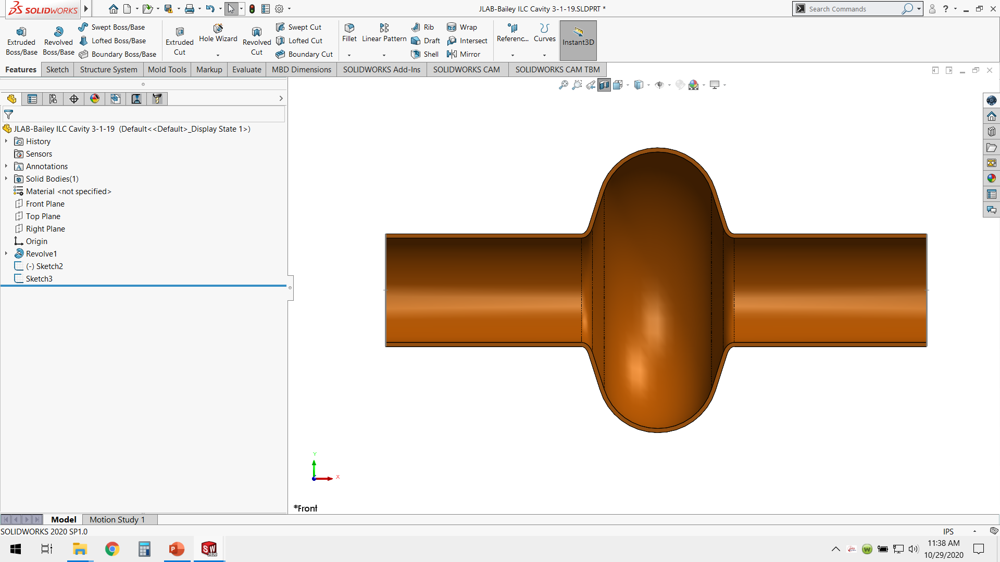 SOLIDWORKS
JLAB-Bailey ILC Cavity 3-1-19.SLDPRT *
Search Commands
?
Extruded Boss/Base
Revolved Boss/Base
Swept Boss/Base
Lofted Boss/Base
Boundary Boss/Base
Extruded Cut
Hole Wizard
Revolved Cut
Swept Cut
Lofted Cut
Boundary Cut
Fillet
Linear Pattern
Rib
Draft
Shell
Wrap
Intersect
Mirror
Referenc...
Curves
Instant3D
Features
Sketch
Structure System
Mold Tools
Markup
Evaluate
MBD Dimensions
SOLIDWORKS Add-Ins
SOLIDWORKS CAM
SOLIDWORKS CAM TBM
JLAB-Bailey ILC Cavity 3-1-19 (Default<<Default>_Display State 1>)
History
Sensors
Annotations
Solid Bodies(1)
Material <not specified>
Front Plane
Top Plane
Right Plane
Origin
Revolve1
(-) Sketch2
Sketch3
Y
X
*Front
Model
Motion Study 1
SOLIDWORKS 2020 SP1.0
IPS
11:38 AM
10/29/2020